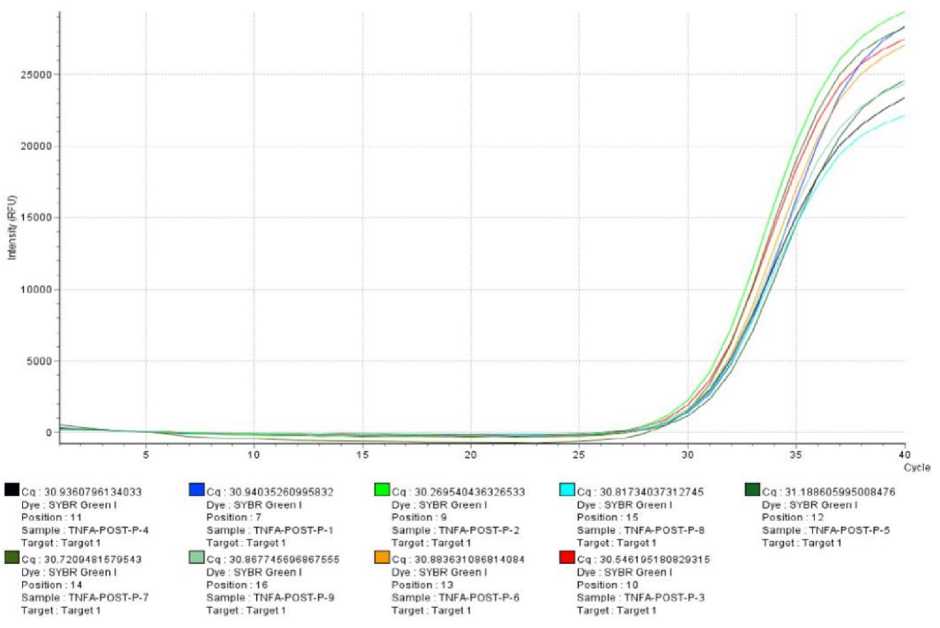 25000
20000
15000
10000
5000
0
Intensity (RFU)
5
10
15
20
25
30
35
40
Cycle
Cq : 30.9360796134033
Dye : SYBR Green I
Position : 11
Sample : TNFA-POST-P-4
Target : Target 1
Cq : 30.94035260995832
Dye : SYBR Green I
Position : 7
Sample : TNFA-POST-P-1
Target : Target 1
Cq : 30.269540436326533
Dye : SYBR Green I
Position : 9
Sample : TNFA-POST-P-2
Target : Target 1
Cq : 30.81734037312745
Dye : SYBR Green I
Position : 15
Sample : TNFA-POST-P-8
Target : Target 1
Cq : 31.188605995008476
Dye : SYBR Green I
Position : 12
Sample : TNFA-POST-P-5
Target : Target 1
Cq : 30.7209481579543
Dye : SYBR Green I
Position : 14
Sample : TNFA-POST-P-7
Target : Target 1
Cq : 30.867745696867555
Dye : SYBR Green I
Position : 16
Sample : TNFA-POST-P-9
Target : Target 1
Cq : 30.883631086814084
Dye : SYBR Green I
Position : 13
Sample : TNFA-POST-P-6
Target : Target 1
Cq : 30.546195180829315
Dye : SYBR Green I
Position : 10
Sample : TNFA-POST-P-3
Target : Target 1